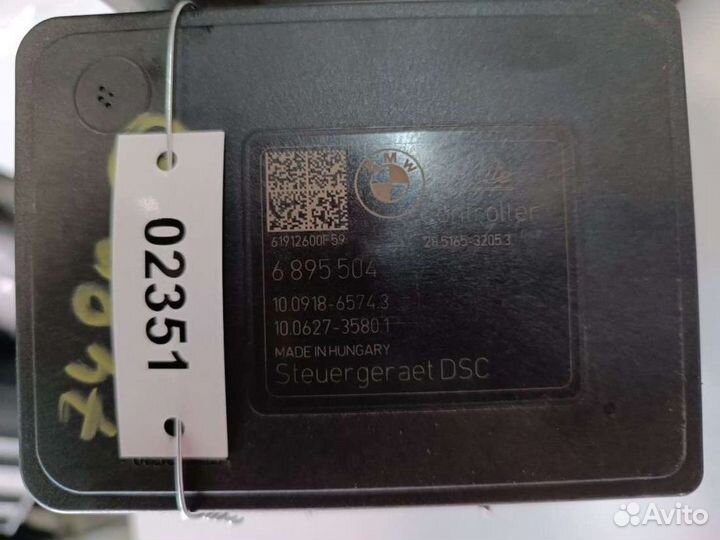 BMW
ate
Controller
61912600F59
28.5165-3205.3
6 895 504
10.0918-6574.3
10.0627-3580.1
MADE IN HUNGARY
Steuergeraet DSC
02351
Avito